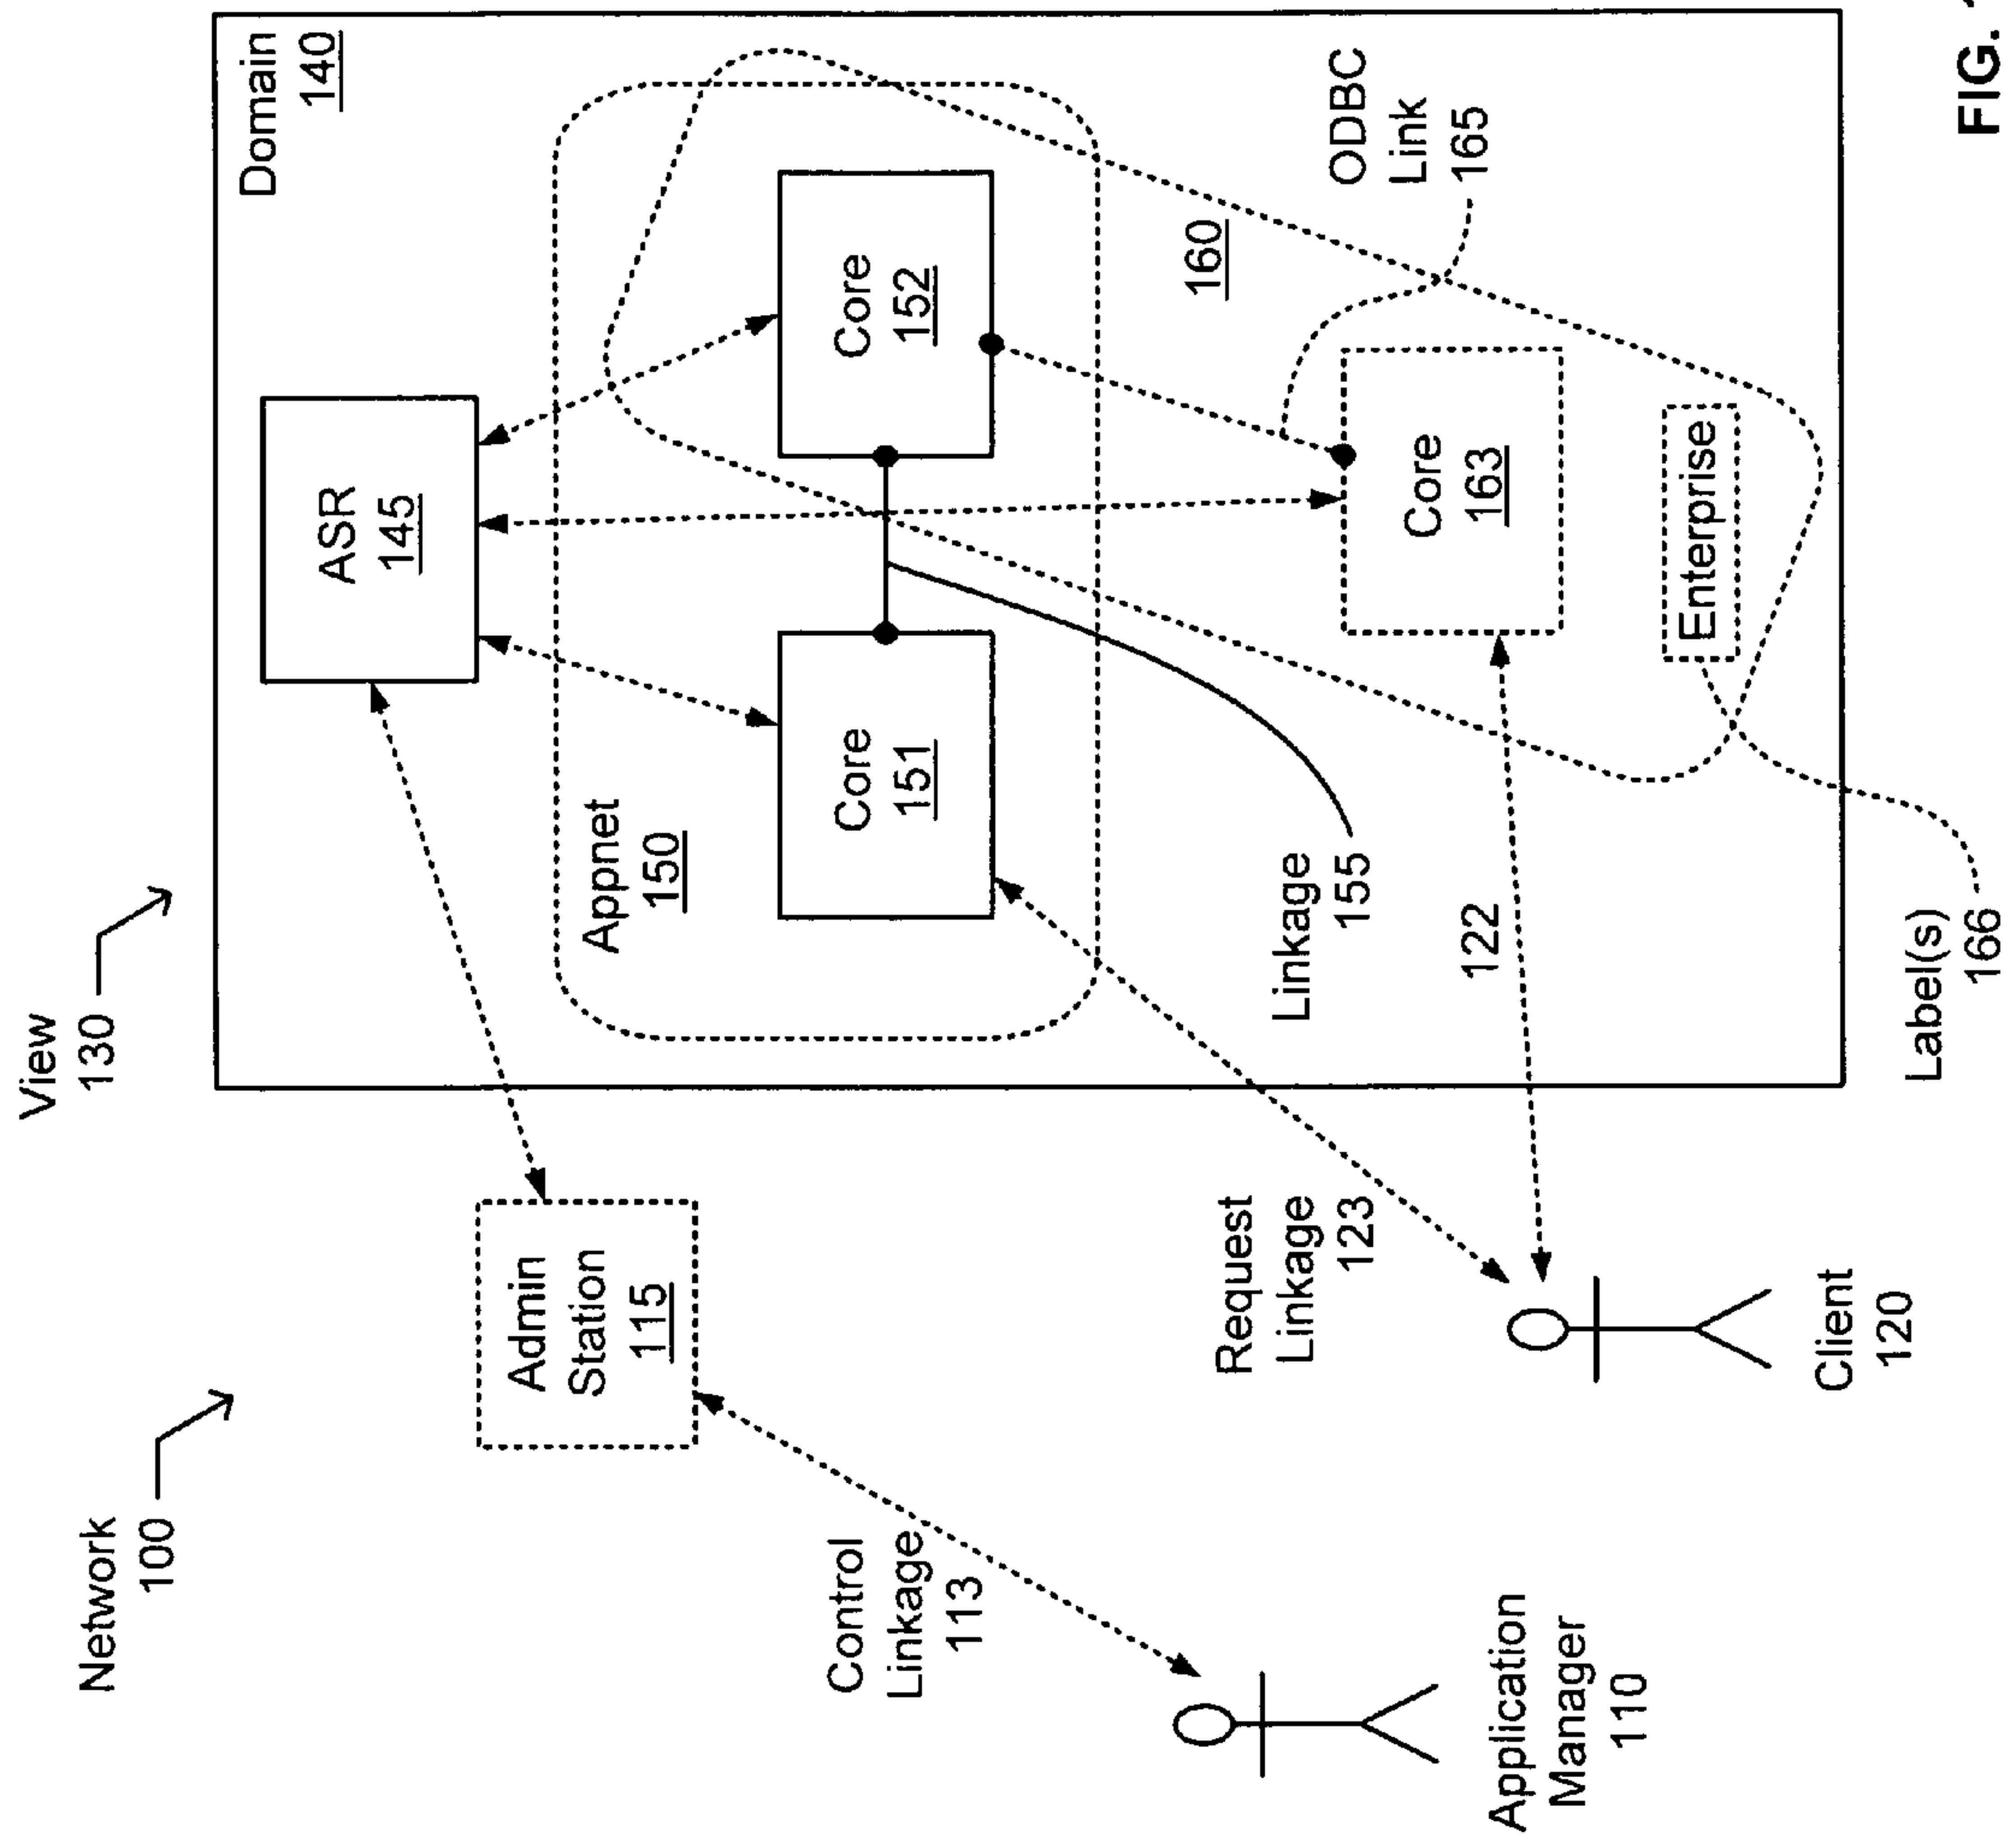 View
130
Network
100
Domain
140
ASR
145
Admin
Station
115
Appnet
150
Core
151
Core
152
Control
Linkage
113
Request
Linkage
123
Linkage
155
122
160
ODBC
Link
165
Core
163
Enterprise
Application
Manager
110
Client
120
Label(s)
166
FIG.